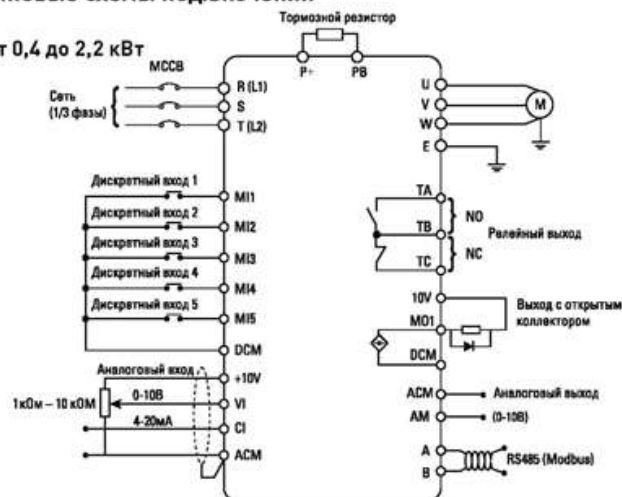 Тормозной резистор
от 0,4 до 2,2 кВт
P+ PB
MCCB
Сеть
(1/3 фазы)
R (L1)
S
T (L2)
U
V
W
E
M
Дискретный вход 1
MI1
Дискретный вход 2
MI2
Дискретный вход 3
MI3
Дискретный вход 4
MI4
Дискретный вход 5
MI5
DCM
TA
TB
TC
NO
NC
Релейный выход
10V
MO1
DCM
Выход с открытым
коллектором
Аналоговый вход
+10V
1кОм – 10 кОМ
0-10В
VI
4-20мА
CI
ACM
ACM
Аналоговый выход
AM
(0-10В)
A
B
RS485 (Modbus)